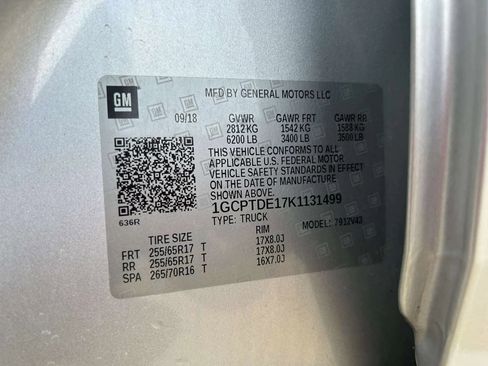 GM
MFD BY GENERAL MOTORS LLC
09/18 GVWR GAWR FRT GAWR RR
2812 KG 1542 KG 1588 KG
6200 LB 3400 LB 3500 LB
THIS VEHICLE CONFORMS TO ALL
APPLICABLE U.S. FEDERAL MOTOR
VEHICLE SAFETY STANDARDS IN EFFECT
ON THE DATE OF MANUFACTURE
SHOWN ABOVE.
1GCPTDE17K1131499
TYPE: TRUCK MODEL: 7912V43
636R
TIRE SIZE RIM
FRT 255/65R17 T 17X8.0J
RR 255/65R17 T 17X8.0J
SPA 265/70R16 T 16X7.0J